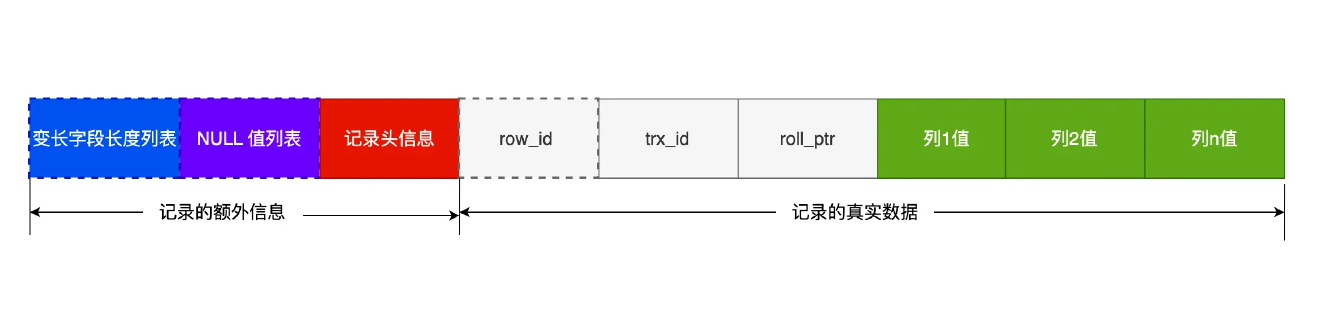 变长字段长度列表
NULL 值列表
记录头信息
row_id
trx_id
roll_ptr
列1值
列2值
列n值
记录的额外信息
记录的真实数据